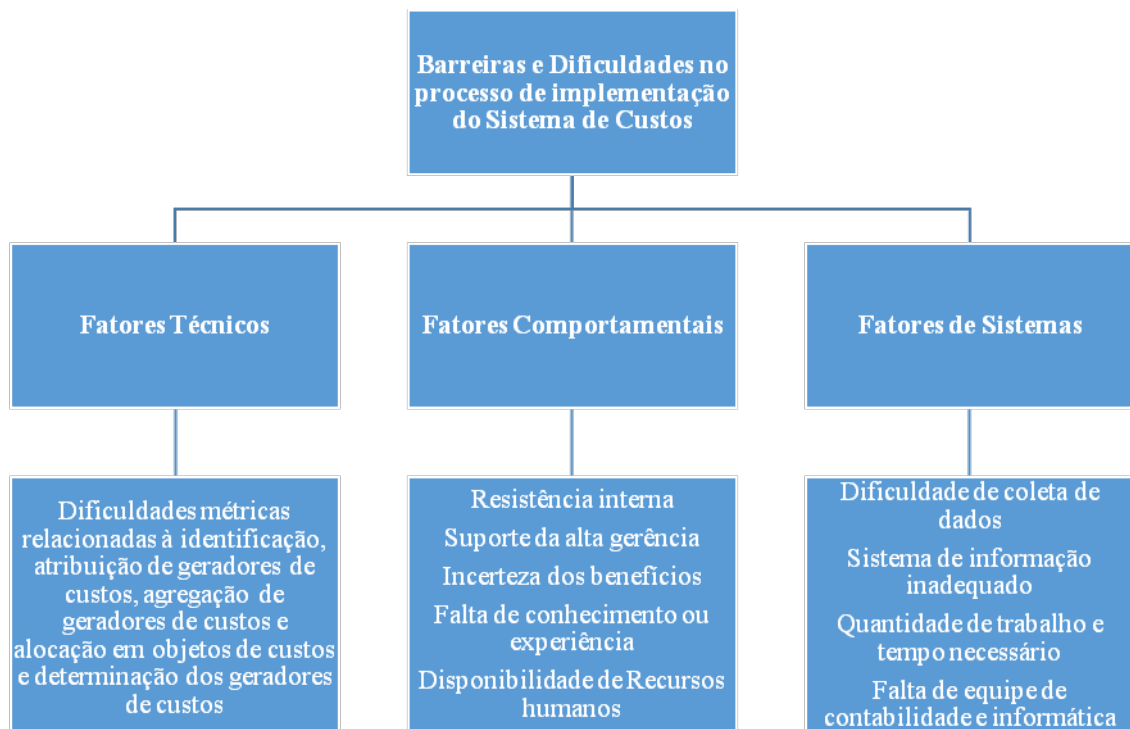 Barreiras e Dificuldades no
processo de implementação
do Sistema de Custos
Fatores Técnicos
Fatores Comportamentais
Fatores de Sistemas
Dificuldades métricas
relacionadas à identificação,
atribuição de geradores de
custos, agregação de
geradores de custos e
alocação em objetos de custos
e determinação dos geradores
de custos
Resistência interna
Suporte da alta gerência
Incerteza dos benefícios
Falta de conhecimento ou
experiência
Disponibilidade de Recursos
humanos
Dificuldade de coleta de
dados
Sistema de informação
inadequado
Quantidade de trabalho e
tempo necessário
Falta de equipe de
contabilidade e informática